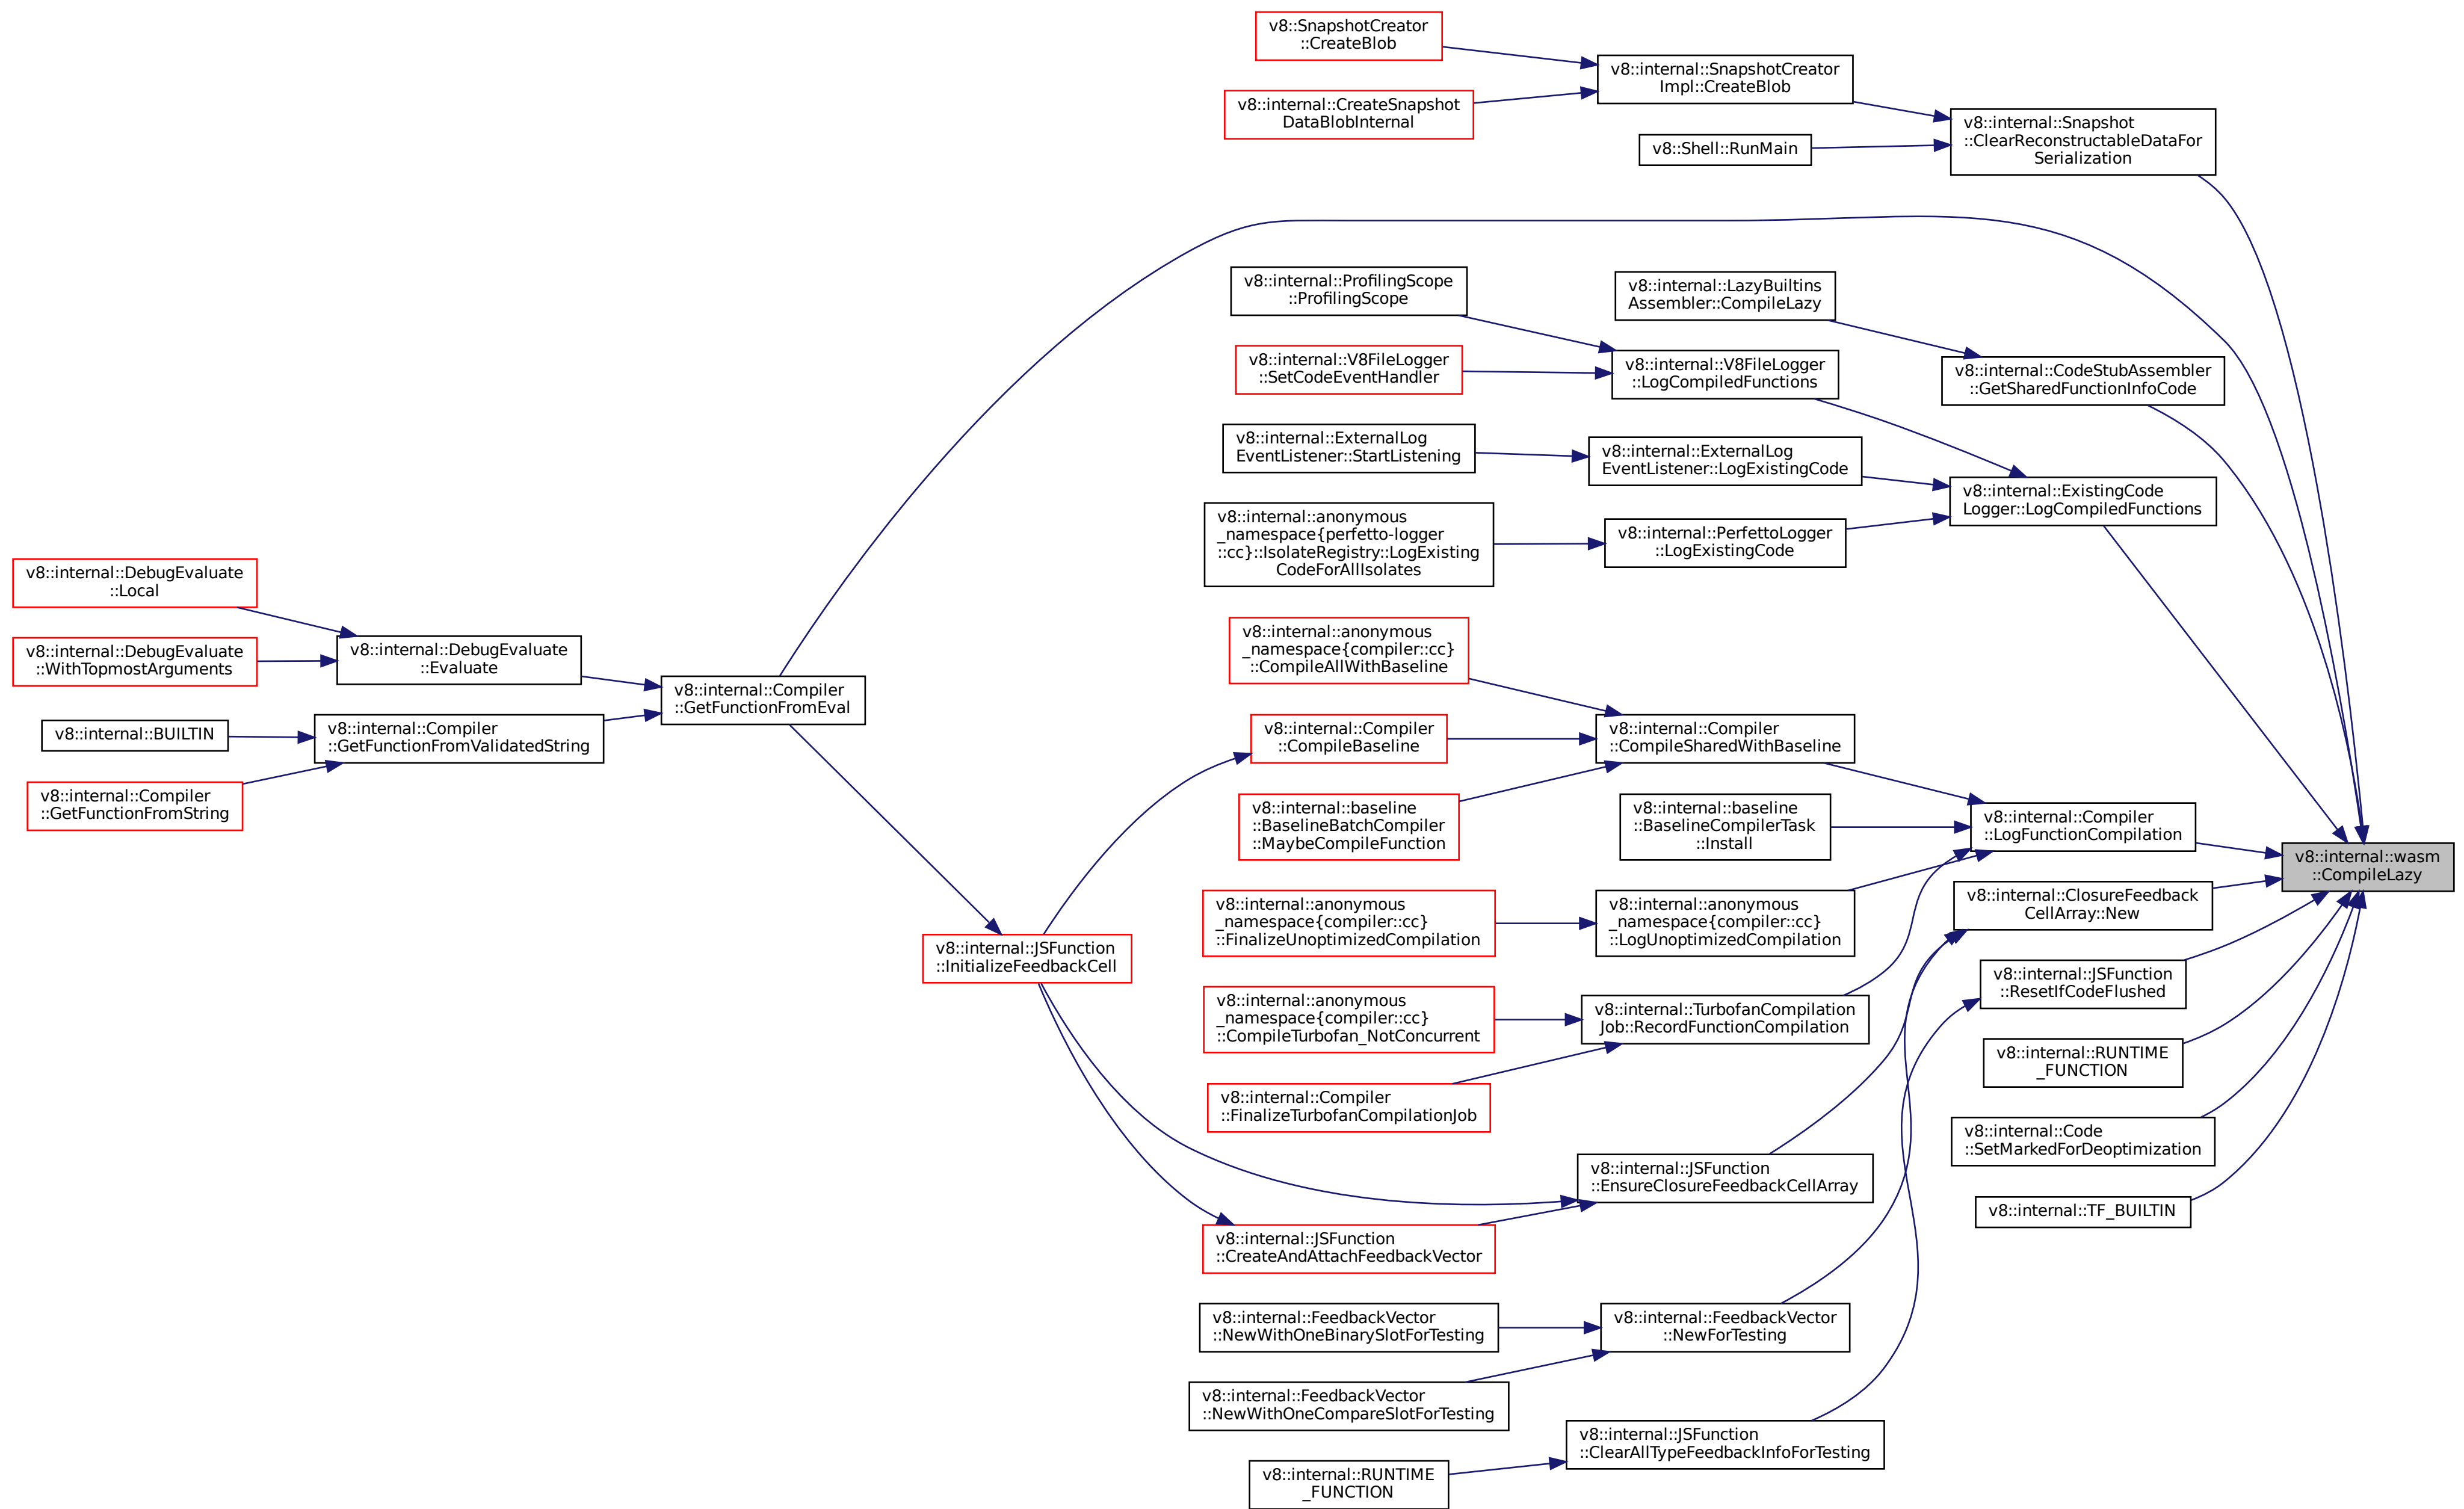 v8::SnapshotCreator
::CreateBlob
v8::internal::CreateSnapshot
DataBlobInternal
v8::internal::SnapshotCreator
Impl::CreateBlob
v8::Shell::RunMain
v8::internal::Snapshot
::ClearReconstructableDataFor
Serialization
v8::internal::ProfilingScope
::ProfilingScope
v8::internal::LazyBuiltins
Assembler::CompileLazy
v8::internal::V8FileLogger
::SetCodeEventHandler
v8::internal::V8FileLogger
::LogCompiledFunctions
v8::internal::CodeStubAssembler
::GetSharedFunctionInfoCode
v8::internal::ExternalLog
EventListener::StartListening
v8::internal::ExternalLog
EventListener::LogExistingCode
v8::internal::ExistingCode
Logger::LogCompiledFunctions
v8::internal::anonymous
_namespace{perfetto-logger
::cc}::IsolateRegistry::LogExisting
CodeForAllIsolates
v8::internal::PerfettoLogger
::LogExistingCode
v8::internal::DebugEvaluate
::Local
v8::internal::DebugEvaluate
::WithTopmostArguments
v8::internal::DebugEvaluate
::Evaluate
v8::internal::BUILTIN
v8::internal::Compiler
::GetFunctionFromValidatedString
v8::internal::Compiler
::GetFunctionFromString
v8::internal::Compiler
::GetFunctionFromEval
v8::internal::anonymous
_namespace{compiler::cc}
::CompileAllWithBaseline
v8::internal::Compiler
::CompileBaseline
v8::internal::Compiler
::CompileSharedWithBaseline
v8::internal::baseline
::BaselineBatchCompiler
::MaybeCompileFunction
v8::internal::baseline
::BaselineCompilerTask
::Install
v8::internal::Compiler
::LogFunctionCompilation
v8::internal::wasm
::CompileLazy
v8::internal::anonymous
_namespace{compiler::cc}
::FinalizeUnoptimizedCompilation
v8::internal::anonymous
_namespace{compiler::cc}
::LogUnoptimizedCompilation
v8::internal::ClosureFeedback
CellArray::New
v8::internal::JSFunction
::InitializeFeedbackCell
v8::internal::JSFunction
::ResetIfCodeFlushed
v8::internal::anonymous
_namespace{compiler::cc}
::CompileTurbofan_NotConcurrent
v8::internal::TurbofanCompilation
Job::RecordFunctionCompilation
v8::internal::RUNTIME
_FUNCTION
v8::internal::Compiler
::FinalizeTurbofanCompilationJob
v8::internal::Code
::SetMarkedForDeoptimization
v8::internal::JSFunction
::EnsureClosureFeedbackCellArray
v8::internal::TF_BUILTIN
v8::internal::JSFunction
::CreateAndAttachFeedbackVector
v8::internal::FeedbackVector
::NewWithOneBinarySlotForTesting
v8::internal::FeedbackVector
::NewForTesting
v8::internal::FeedbackVector
::NewWithOneCompareSlotForTesting
v8::internal::JSFunction
::ClearAllTypeFeedbackInfoForTesting
v8::internal::RUNTIME
_FUNCTION